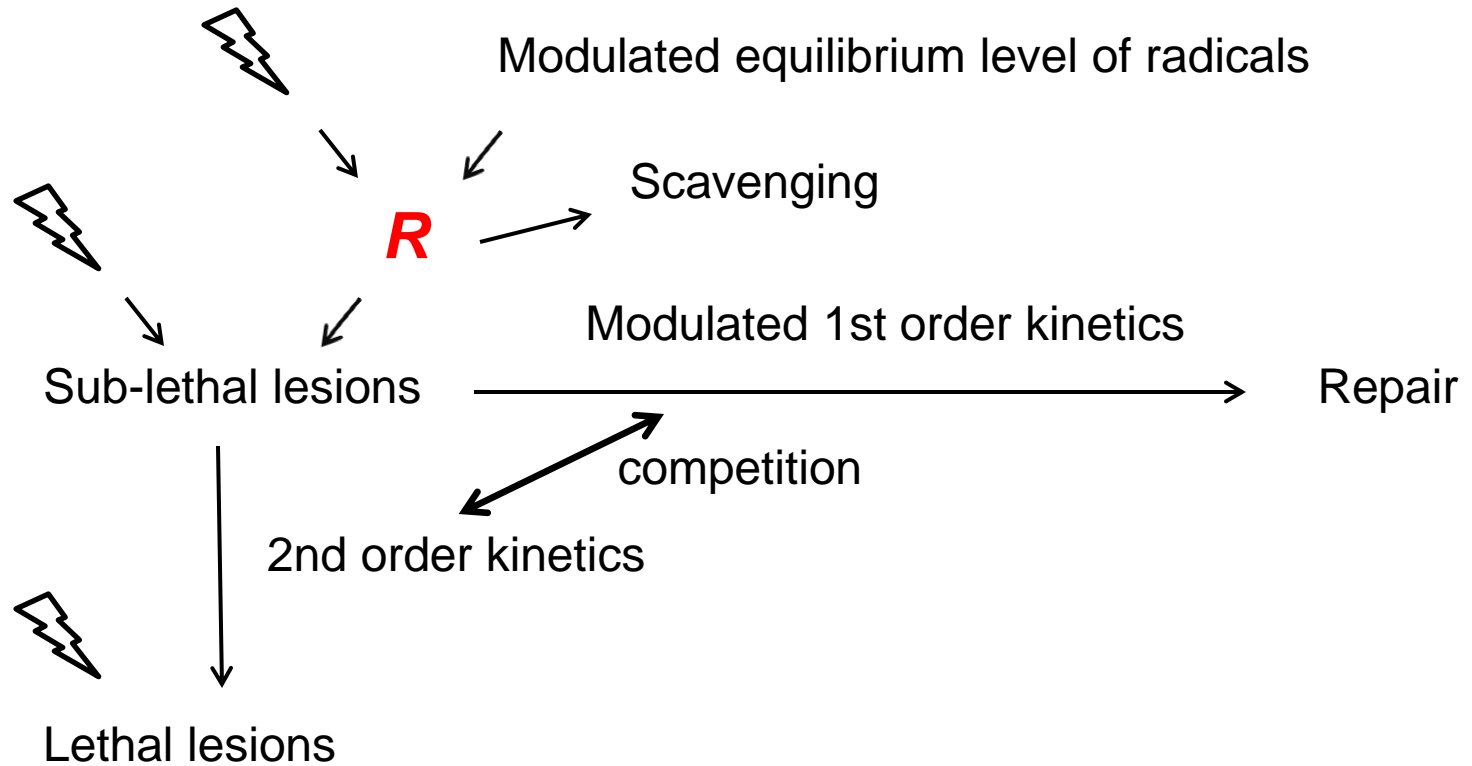 Modulated equilibrium level of radicals
Scavenging
R
Modulated 1st order kinetics
Sub-lethal lesions
Repair
competition
2nd order kinetics
Lethal lesions